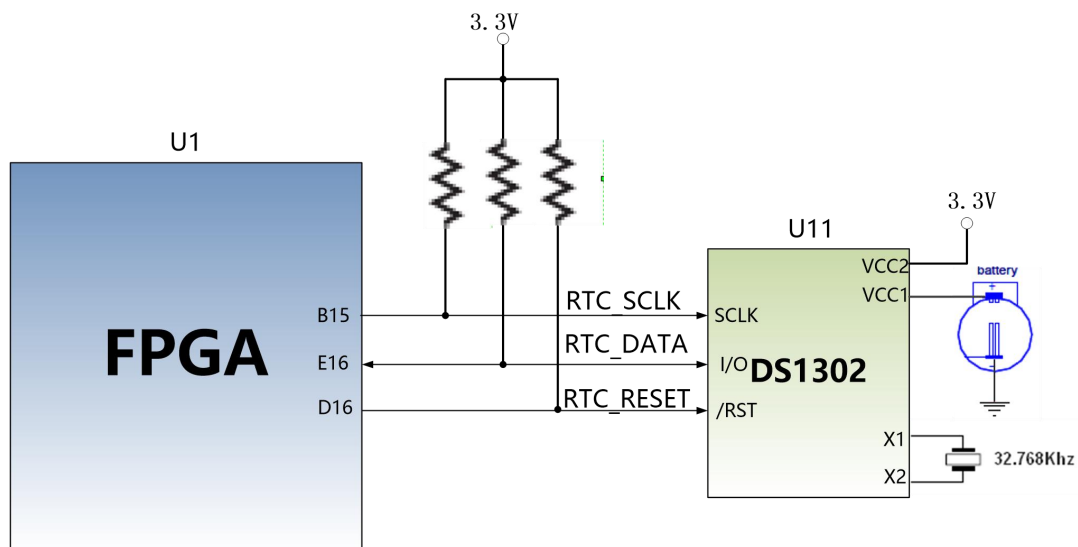 3.3V
U1
3.3V
U11
VCC2
battery
VCC1
+
B15
RTC_SCLK
SCLK
FPGA
E16
RTC_DATA
I/O
DS1302
-
D16
RTC_RESET
/RST
X1
32.768Khz
X2